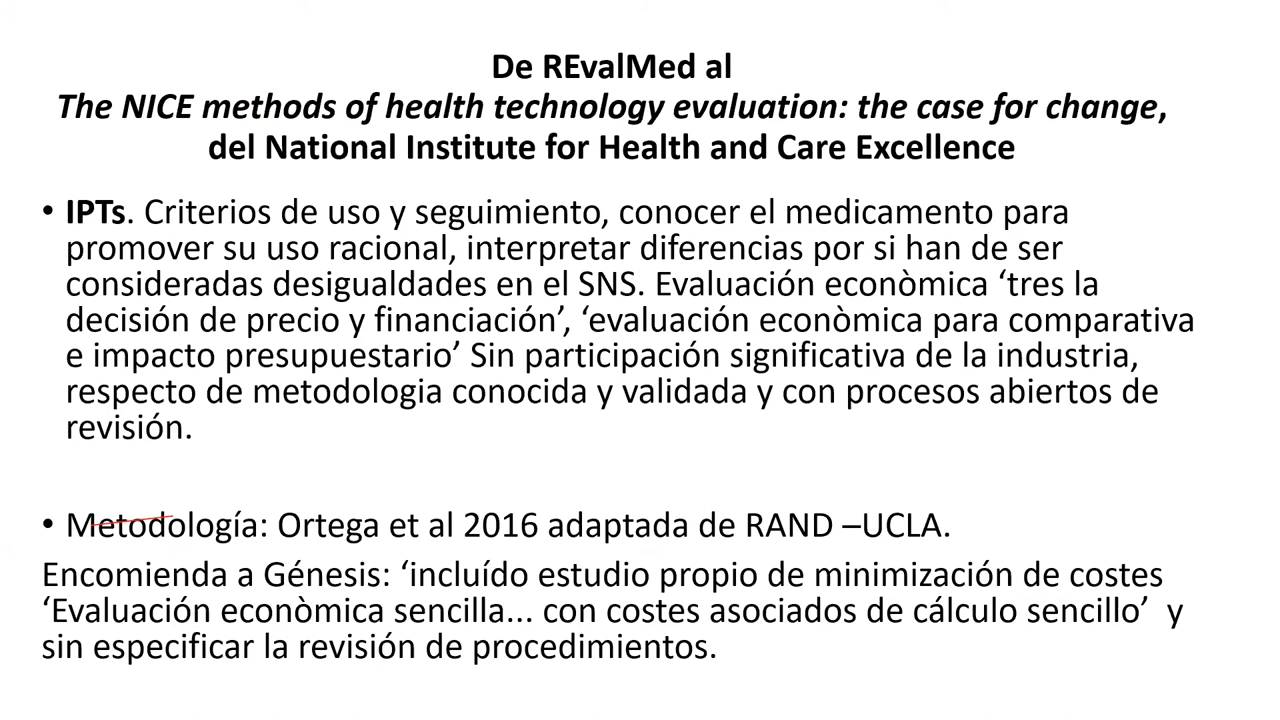 De REvalMed al
The NICE methods of health technology evaluation: the case for change,
del National Institute for Health and Care Excellence
• IPTs. Criterios de uso y seguimiento, conocer el medicamento para
promover su uso racional, interpretar diferencias por si han de ser
consideradas desigualdades en el SNS. Evaluación econòmica ‘tres la
decisión de precio y financiación’, ‘evaluación econòmica para comparativa
e impacto presupuestario’ Sin participación significativa de la industria,
respecto de metodologia conocida y validada y con procesos abiertos de
revisión.
• Metodología: Ortega et al 2016 adaptada de RAND –UCLA.
Encomienda a Génesis: ‘incluído estudio propio de minimización de costes
‘Evaluación econòmica sencilla... con costes asociados de cálculo sencillo’ y
sin especificar la revisión de procedimientos.